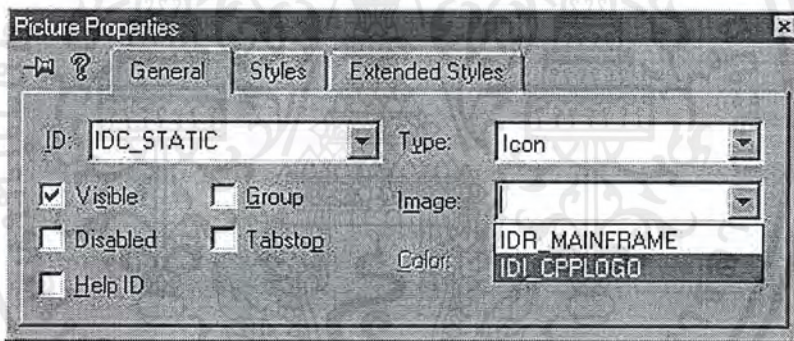 Picture Properties
General Styles Extended Styles
ID: IDC_STATIC Type: Icon
Visible Group Image:
IDR_MAINFRAME
Disabled Tabstop
Color: IDI_CPPLOGO
Help ID